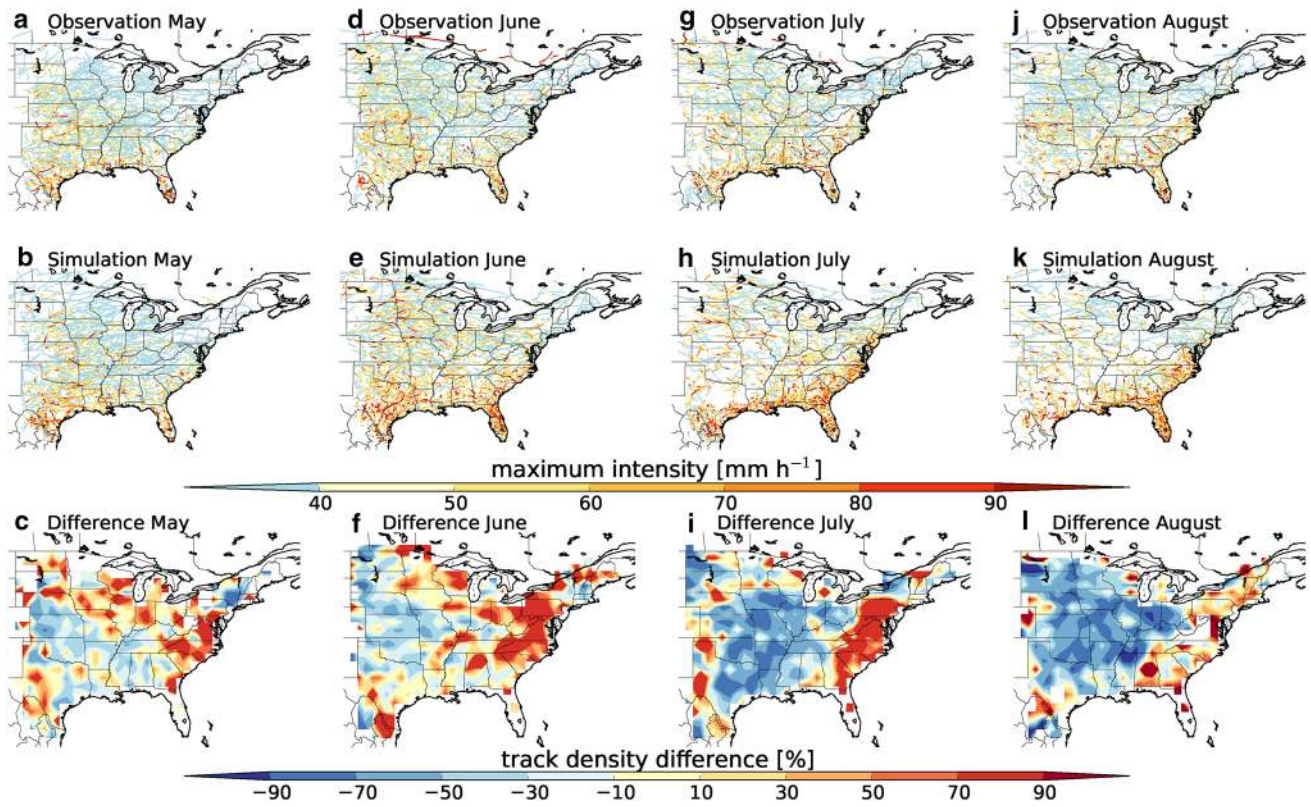 a Observation May
d Observation June
g Observation July
j Observation August
b Simulation May
e Simulation June
h Simulation July
k Simulation August
maximum intensity [mm h⁻¹]
40 50 60 70 80 90
c Difference May
f Difference June
i Difference July
l Difference August
track density difference [%]
−90 −70 −50 −30 −10 10 30 50 70 90